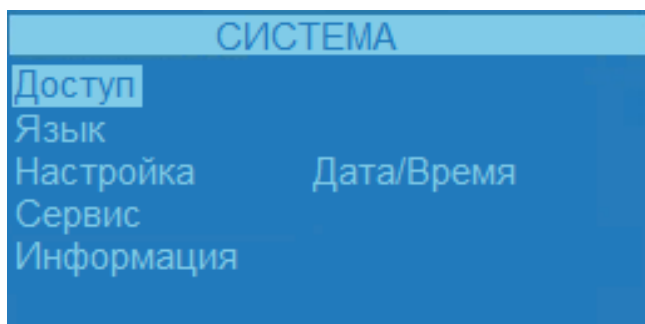 СИСТЕМА
Доступ
Язык
Настройка Дата/Время
Сервис
Информация